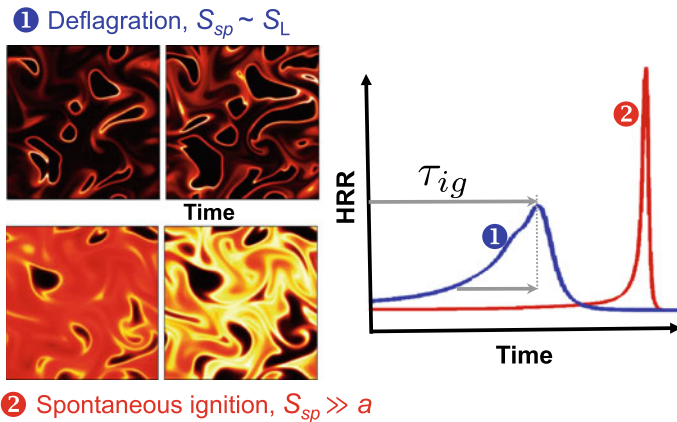 ❶ Deflagration, S_sp ~ S_L
Time
❷ Spontaneous ignition, S_sp ≫ a
HRR
τ_ig
❶
❷
Time